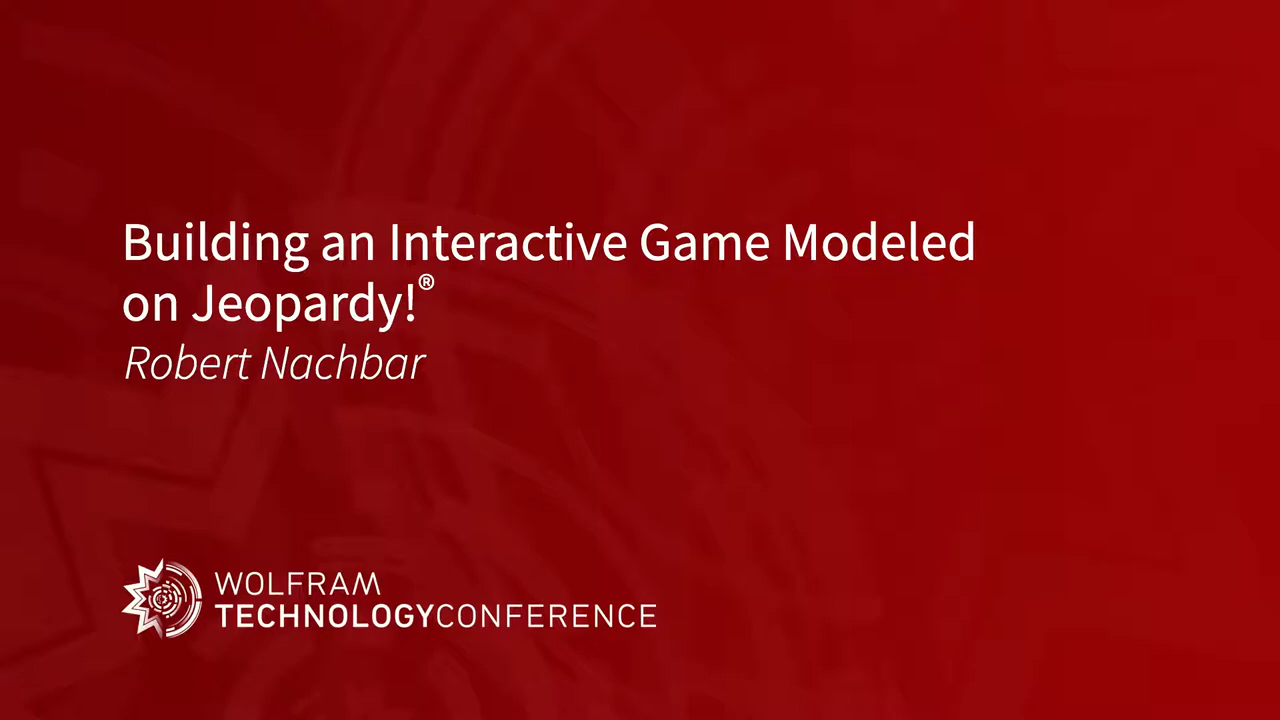 Building an Interactive Game Modeled
on Jeopardy!®
Robert Nachbar
WOLFRAM
TECHNOLOGYCONFERENCE